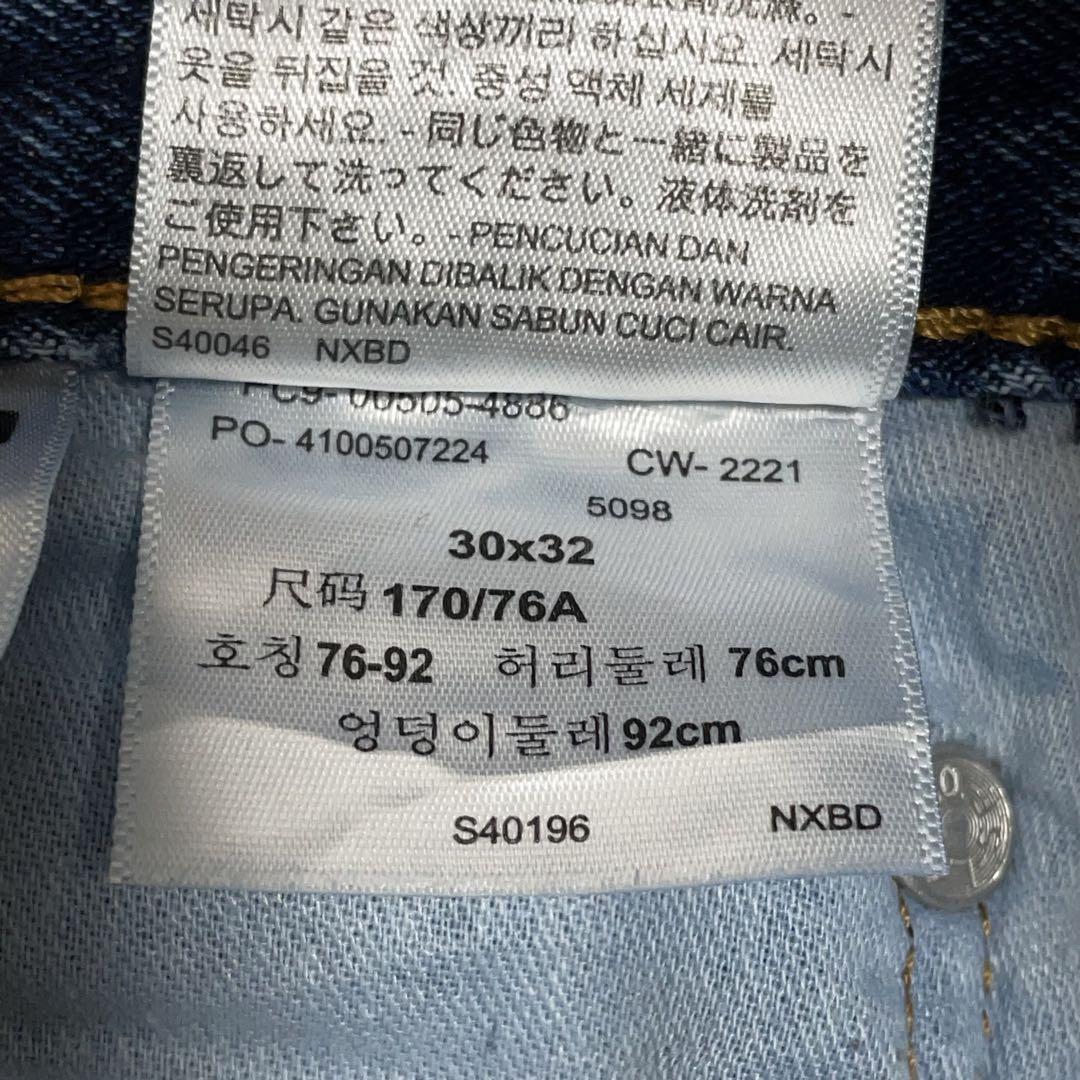 세탁시 같은 색상끼리 하십시요. 세탁시
옷을 뒤집을 것. 중성 액체 세제를
사용하세요. - 同じ色物と一緒に製品を
裏返して洗ってください。液体洗剤を
ご使用下さい。-PENCUCIAN DAN
PENGERINGAN DIBALIK DENGAN WARNA
SERUPA. GUNAKAN SABUN CUCI CAIR.
S40046 NXBD
PC9- 00505-4886
PO- 4100507224 CW- 2221
5098
30x32
尺码 170/76A
호칭 76-92 허리둘레 76cm
엉덩이둘레 92cm
S40196 NXBD